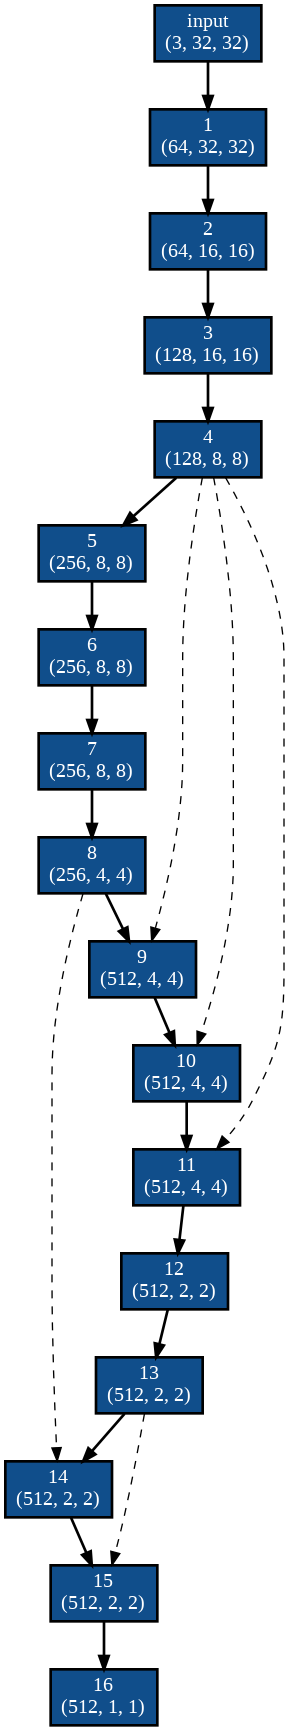 input
(3, 32, 32)
1
(64, 32, 32)
2
(64, 16, 16)
3
(128, 16, 16)
4
(128, 8, 8)
5
(256, 8, 8)
6
(256, 8, 8)
7
(256, 8, 8)
8
(256, 4, 4)
9
(512, 4, 4)
10
(512, 4, 4)
11
(512, 4, 4)
12
(512, 2, 2)
13
(512, 2, 2)
14
(512, 2, 2)
15
(512, 2, 2)
16
(512, 1, 1)